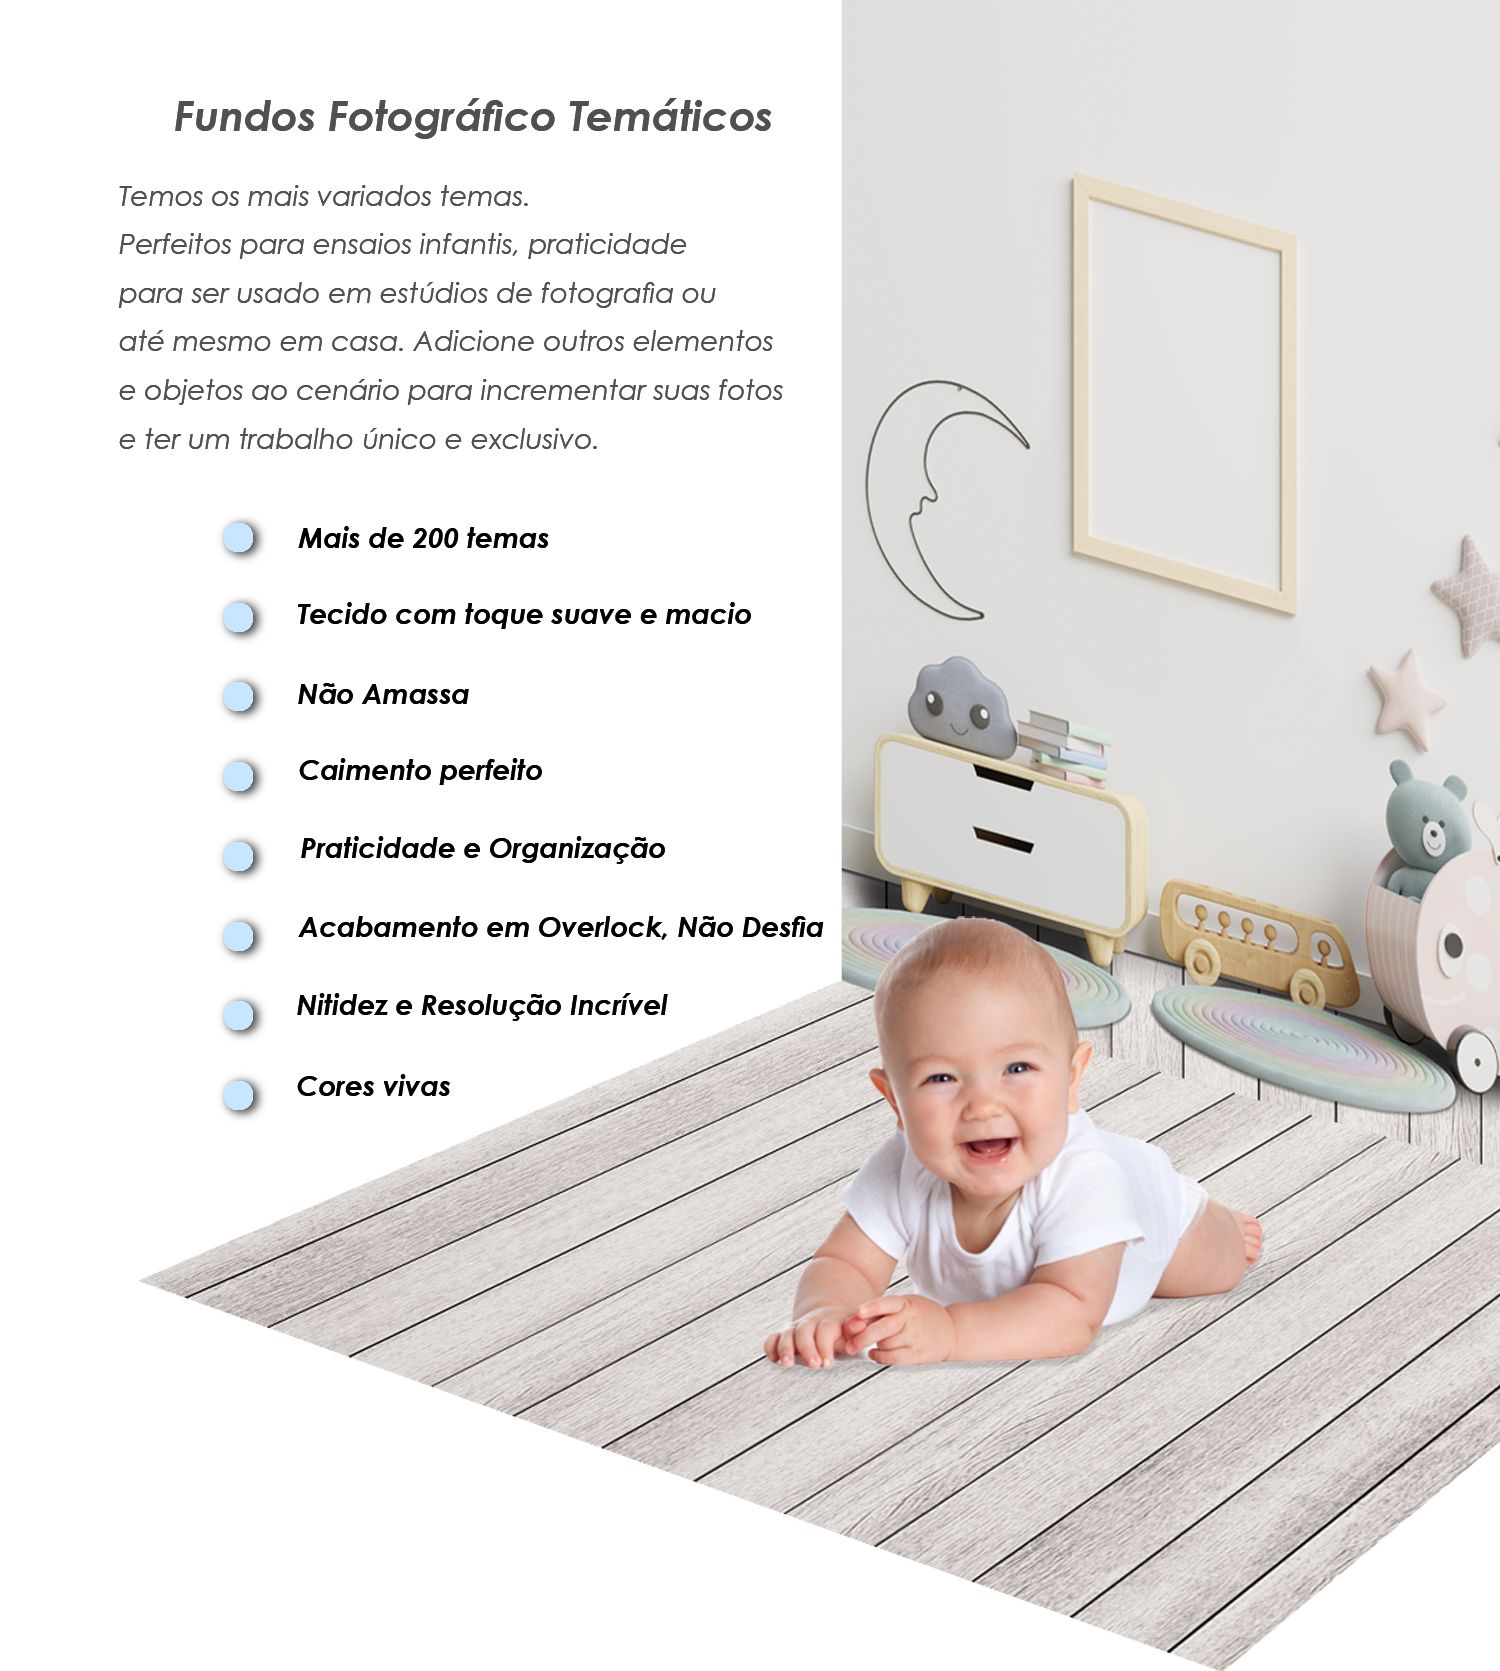 Fundos Fotográfico Temáticos
Temos os mais variados temas.
Perfeitos para ensaios infantis, praticidade
para ser usado em estúdios de fotografia ou
até mesmo em casa. Adicione outros elementos
e objetos ao cenário para incrementar suas fotos
e ter um trabalho único e exclusivo.
Mais de 200 temas
Tecido com toque suave e macio
Não Amassa
Caimento perfeito
Praticidade e Organização
Acabamento em Overlock, Não Desfia
Nitidez e Resolução Incrível
Cores vivas